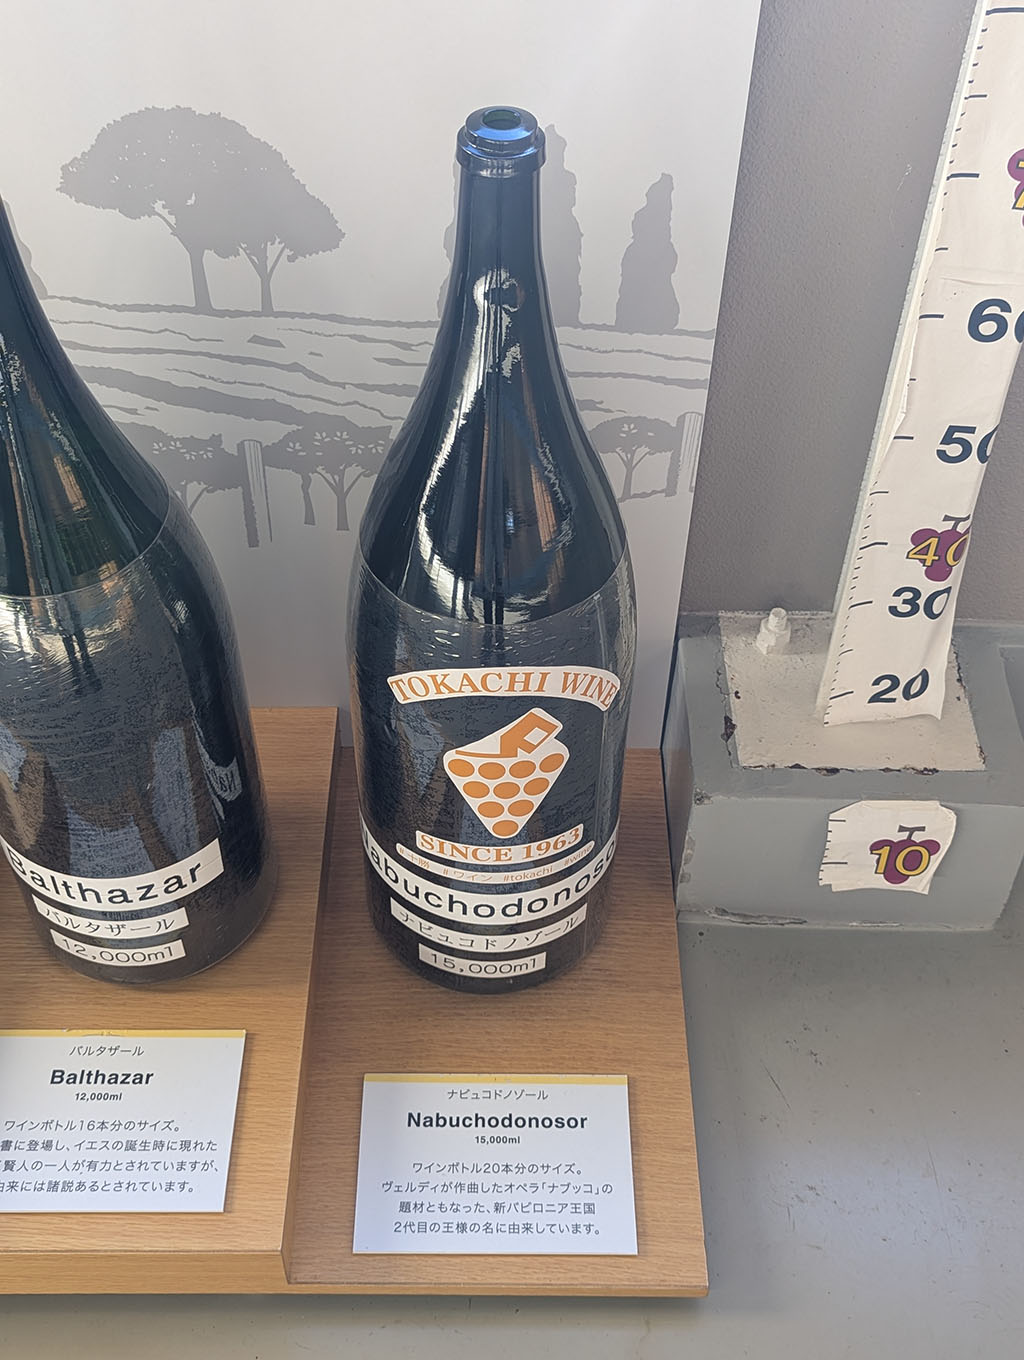 TOKACHI WINE
SINCE 1963
#十勝 #ワイン #tokachi #wine
Nabuchodonoso
ナビュコドノゾール
15,000ml
Balthazar
バルタザール
12,000ml
バルタザール
Balthazar
12,000ml
ワインボトル16本分のサイズ。
書に登場し、イエスの誕生時に現れた
賢人の一人が有力とされていますが、
由来には諸説あるとされています。
ナビュコドノゾール
Nabuchodonosor
15,000ml
ワインボトル20本分のサイズ。
ヴェルディが作曲したオペラ「ナブッコ」の
題材ともなった、新バビロニア王国
2代目の王様の名に由来しています。
60
50
40
30
20
10